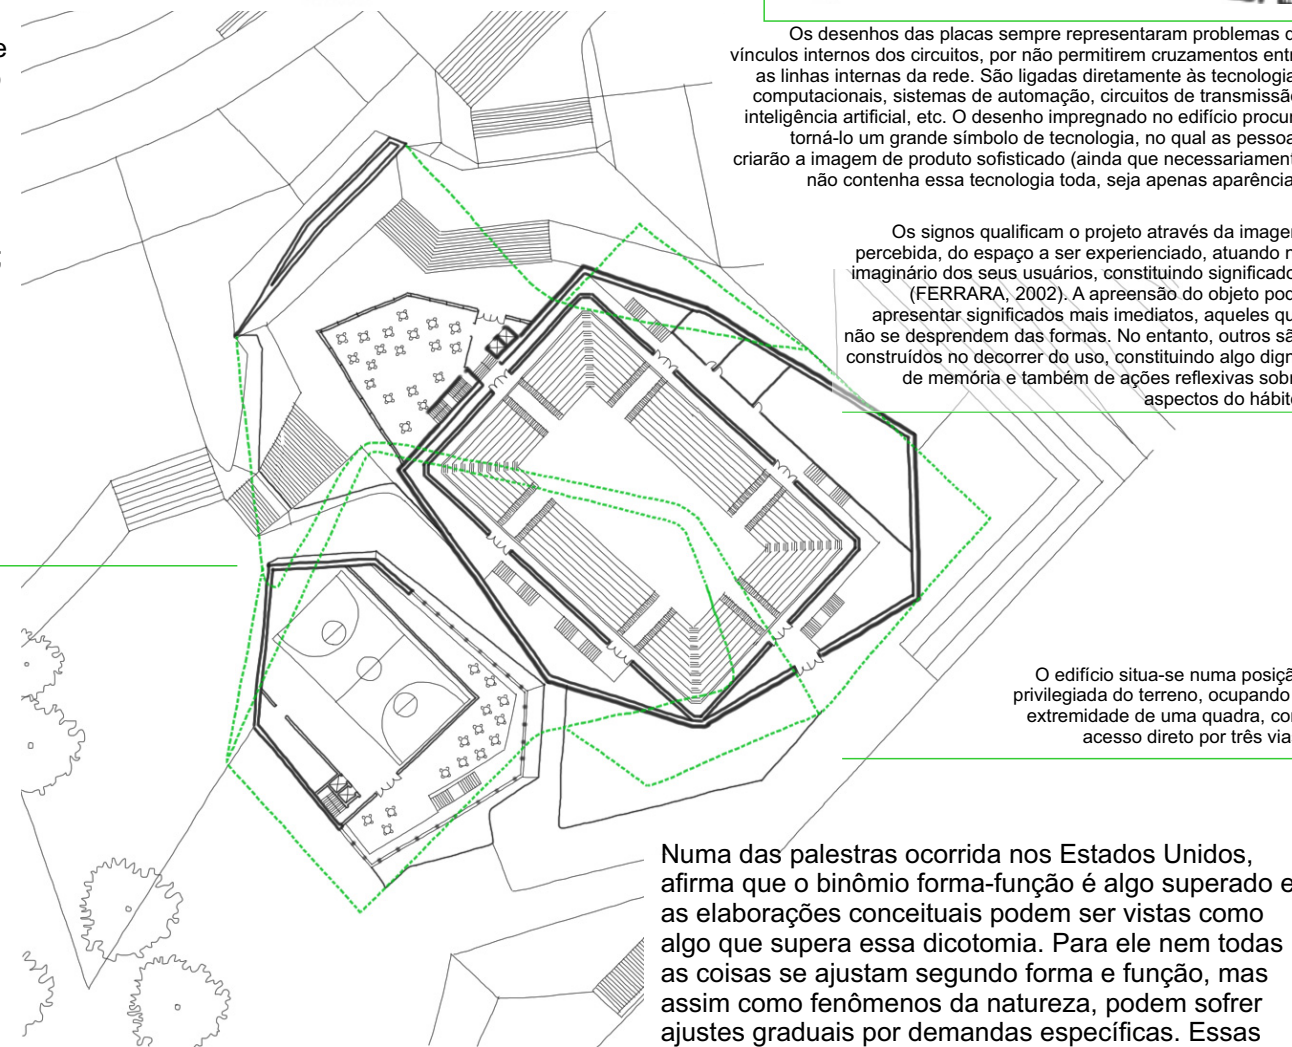 e
Os desenhos das placas sempre representaram problemas
vínculos internos dos circuitos, por não permitirem cruzamentos entr
as linhas internas da rede. São ligadas diretamente às tecnologia
computacionais, sistemas de automação, circuitos de transmissã
inteligência artificial, etc. O desenho impregnado no edifício procur
torná-lo um grande símbolo de tecnologia, no qual as pessoa
criarão a imagem de produto sofisticado (ainda que necessariament
não contenha essa tecnologia toda, seja apenas aparência
Os signos qualificam o projeto através da image
percebida, do espaço a ser experienciado, atuando n
imaginário dos seus usuários, constituindo significado
(FERRARA, 2002). A apreensão do objeto pod
apresentar significados mais imediatos, aqueles qu
não se desprendem das formas. No entanto, outros sã
construídos no decorrer do uso, constituindo algo dign
de memória e também de ações reflexivas sobr
aspectos do hábit
O edifício situa-se numa posiçã
privilegiada do terreno, ocupando
extremidade de uma quadra, co
acesso direto por três via
Numa das palestras ocorrida nos Estados Unidos,
afirma que o binômio forma-função é algo superado e
as elaborações conceituais podem ser vistas como
algo que supera essa dicotomia. Para ele nem todas
as coisas se ajustam segundo forma e função, mas
assim como fenômenos da natureza, podem sofrer
ajustes graduais por demandas específicas. Essas